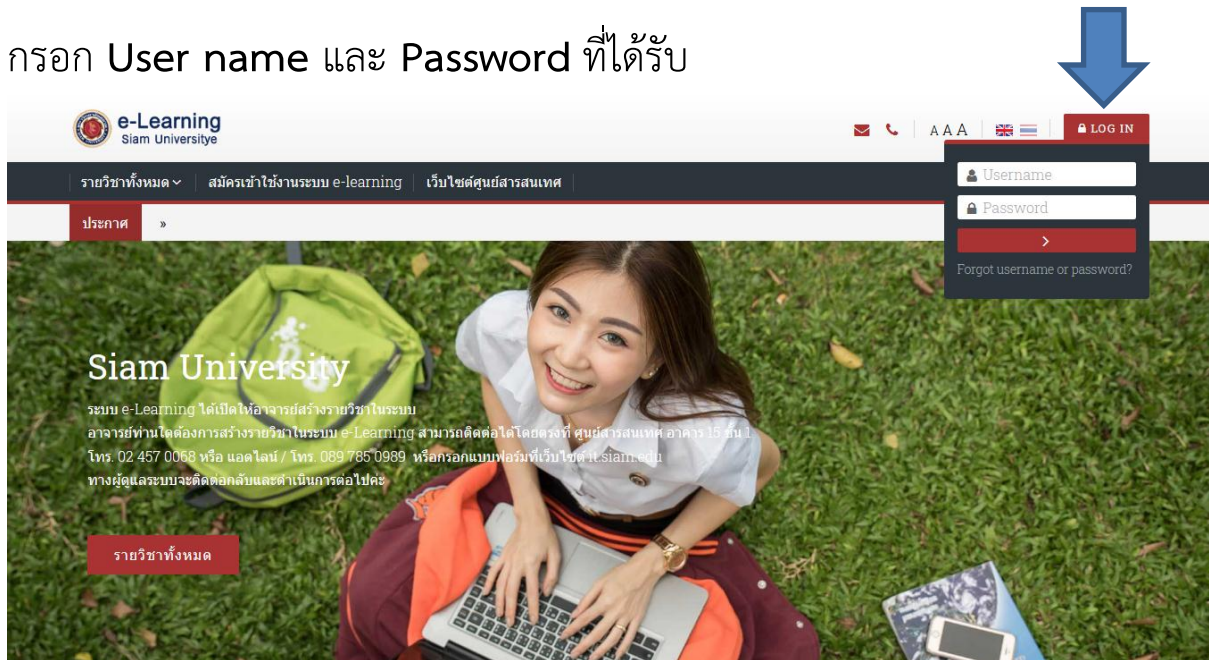 กรอก User name และ Password ที่ได้รับ
e-Learning
Siam Universitye
A A A
LOG IN
รายวิชาทั้งหมด
สมัครเข้าใช้งานระบบ e-learning
เว็บไซต์ศูนย์สารสนเทศ
Username
Password
ประกาศ »
Forgot username or password?
Siam University
ระบบ e-Learning ได้เปิดให้อาจารย์สร้างรายวิชาในระบบ
อาจารย์ท่านใดต้องการสร้างรายวิชาในระบบ e-Learning สามารถติดต่อได้โดยตรงที่ ศูนย์สารสนเทศ อาคาร 15 ชั้น 1
โทร. 02 457 0068 หรือ แอดไลน์ / โทร. 089 785 0989 หรือกรอกแบบฟอร์มที่เว็บไซต์ it.siam.edu
ทางผู้ดูแลระบบจะติดต่อกลับและดำเนินการต่อไปค่ะ
รายวิชาทั้งหมด